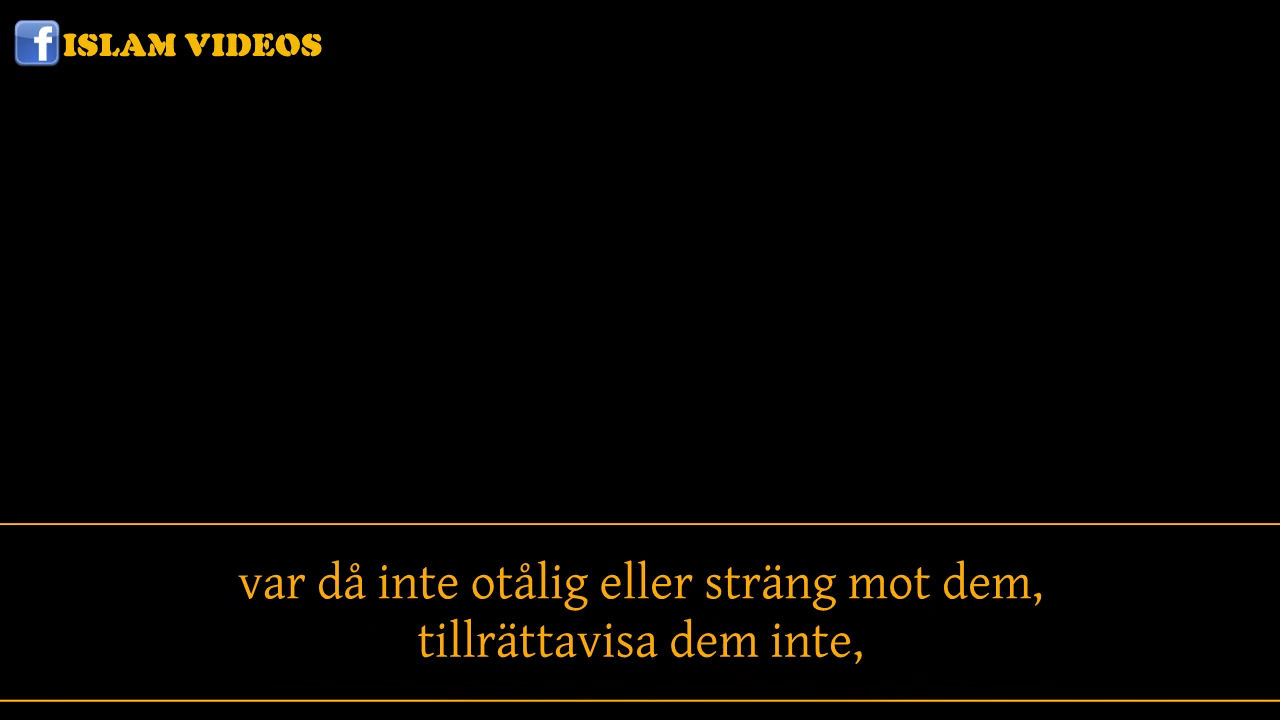 ISLAM VIDEOS
var då inte otålig eller sträng mot dem,
tillrättavisa dem inte,